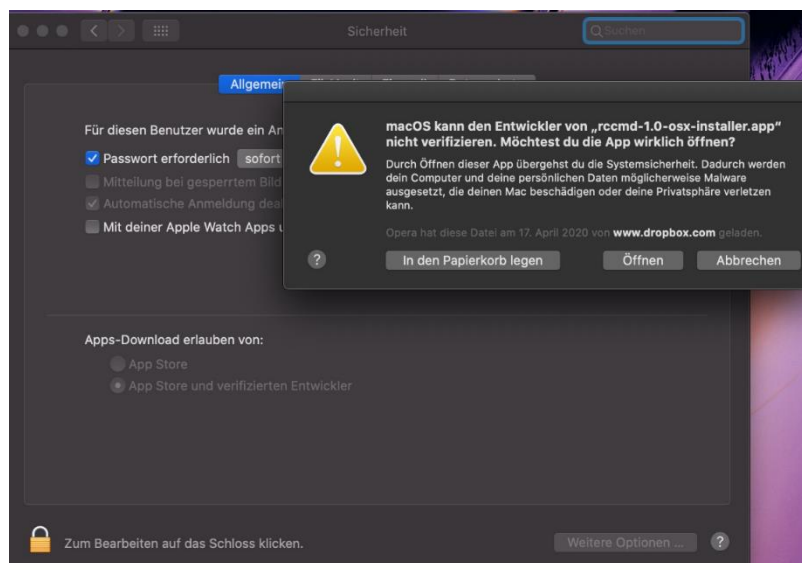 Sicherheit
Suchen
Allgemein
Für diesen Benutzer wurde ein
Passwort erforderlich sofort
Mitteilung bei gesperrtem
Automatische Anmeldung
Mit deiner Apple Watch Apps
macOS kann den Entwickler von „rccmd-1.0-osx-installer.app“
nicht verifizieren. Möchtest du die App wirklich
öffnen?
Durch Öffnen dieser App übergehst du die Systemsicherheit. Dadurch werden
dein Computer und deine persönlichen Daten möglicherweise Malware
ausgesetzt, die deinen Mac beschädigen oder deine Privatsphäre verletzen
kann.
Opera hat diese Datei am 17. April 2020 von www.dropbox.com geladen.
?
In den Papierkorb legen
Öffnen
Abbrechen
Apps-Download erlauben von:
App Store
App Store und verifizierten Entwickler
Zum Bearbeiten auf das Schloss klicken.
Weitere Optionen ...
?